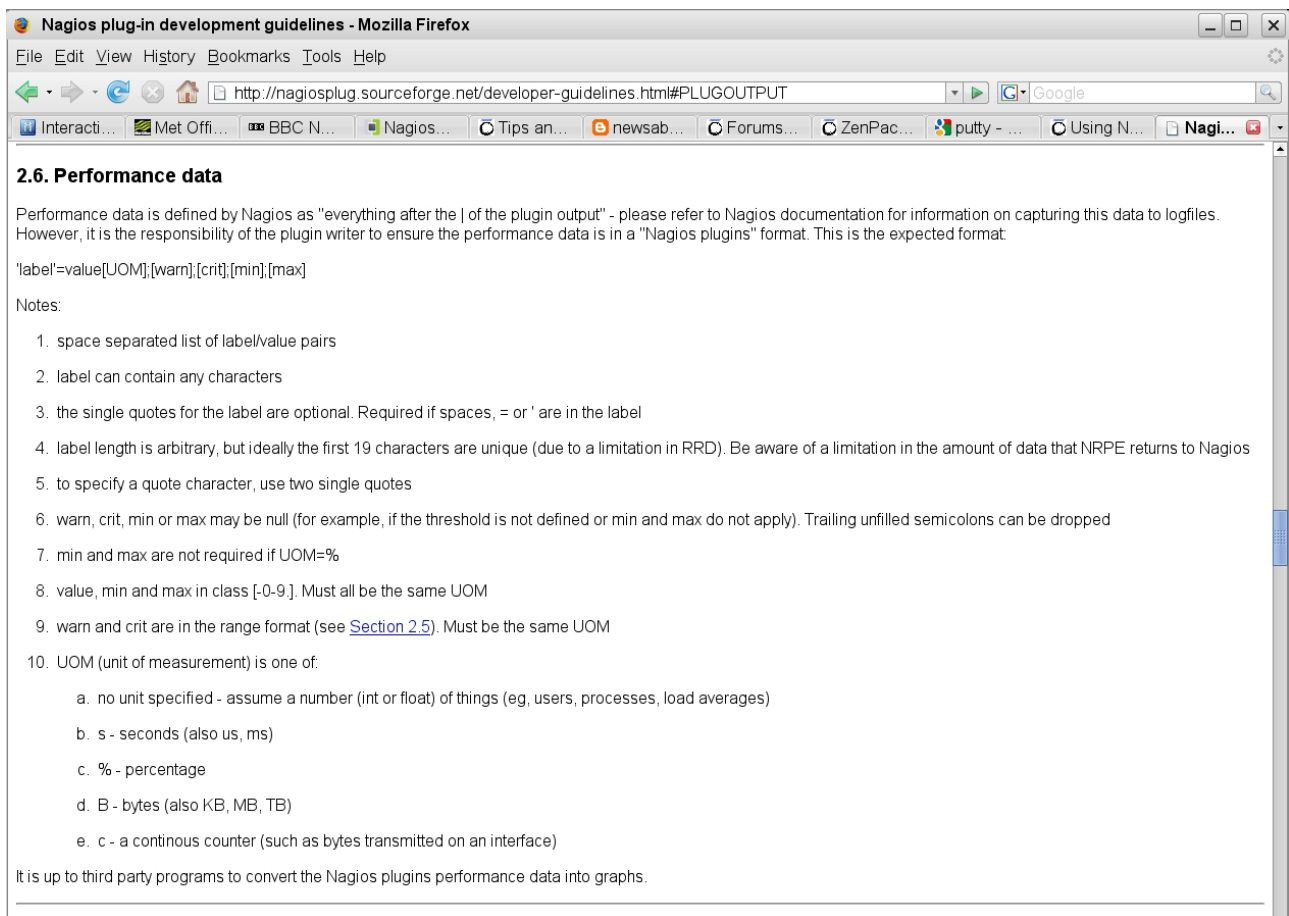 Nagios plug-in development guidelines - Mozilla Firefox
File Edit View History Bookmarks Tools Help
http://nagiosplug.sourceforge.net/developer-guidelines.html#PLUGOUTPUT
G Google
Interacti... Met Offi... BBC N... Nagios... Tips an... newsab... Forums... ZenPac... putty - ... Using N... Nagi...
2.6. Performance data
Performance data is defined by Nagios as "everything after the | of the plugin output" - please refer to Nagios documentation for information on capturing this data to logfiles.
However, it is the responsibility of the plugin writer to ensure the performance data is in a "Nagios plugins" format. This is the expected format:
'label'=value[UOM];[warn];[crit];[min];[max]
Notes:
1. space separated list of label/value pairs
2. label can contain any characters
3. the single quotes for the label are optional. Required if spaces, = or ' are in the label
4. label length is arbitrary, but ideally the first 19 characters are unique (due to a limitation in RRD). Be aware of a limitation in the amount of data that NRPE returns to Nagios
5. to specify a quote character, use two single quotes
6. warn, crit, min or max may be null (for example, if the threshold is not defined or min and max do not apply). Trailing unfilled semicolons can be dropped
7. min and max are not required if UOM=%
8. value, min and max in class [-0-9.]. Must all be the same UOM
9. warn and crit are in the range format (see Section 2.5). Must be the same UOM
10. UOM (unit of measurement) is one of:
a. no unit specified - assume a number (int or float) of things (eg, users, processes, load averages)
b. s - seconds (also us, ms)
c. % - percentage
d. B - bytes (also KB, MB, TB)
e. c - a continous counter (such as bytes transmitted on an interface)
It is up to third party programs to convert the Nagios plugins performance data into graphs.